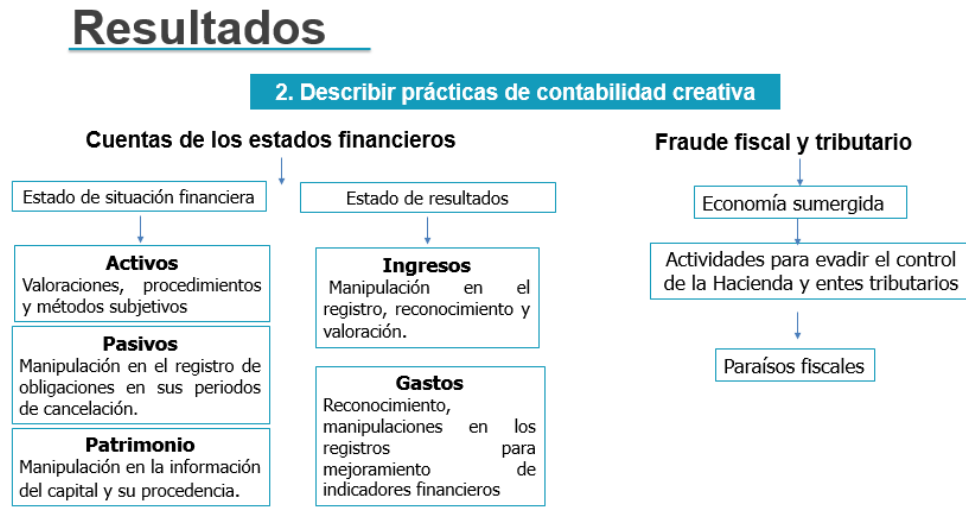 Resultados
2. Describir prácticas de contabilidad creativa
Cuentas de los estados financieros
Estado de situación financiera
Activos
Valoraciones, procedimientos
y métodos subjetivos
Pasivos
Manipulación en el registro de
obligaciones en sus periodos
de cancelación.
Patrimonio
Manipulación en la información
del capital y su procedencia.
Estado de resultados
Ingresos
Manipulación en el
registro, reconocimiento y
valoración.
Gastos
Reconocimiento,
manipulaciones en los
registros para
mejoramiento de
indicadores financieros
Fraude fiscal y tributario
Economía sumergida
Actividades para evadir el control
de la Hacienda y entes tributarios
Paraísos fiscales